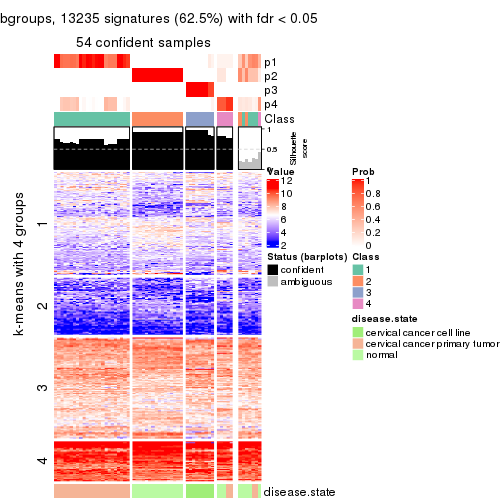 bgroups, 13235 signatures (62.5%) with fdr < 0.05
54 confident samples
p1
p2
p3
p4
Class
1
0.5
0
Silhouette
score
k-means with 4 groups
1
2
3
4
disease.state
Value
12
10
8
6
4
2
Prob
1
0.8
0.6
0.4
0.2
0
Status (barplots)
confident
ambiguous
Class
1
2
3
4
disease.state
cervical cancer cell line
cervical cancer primary tumor
normal